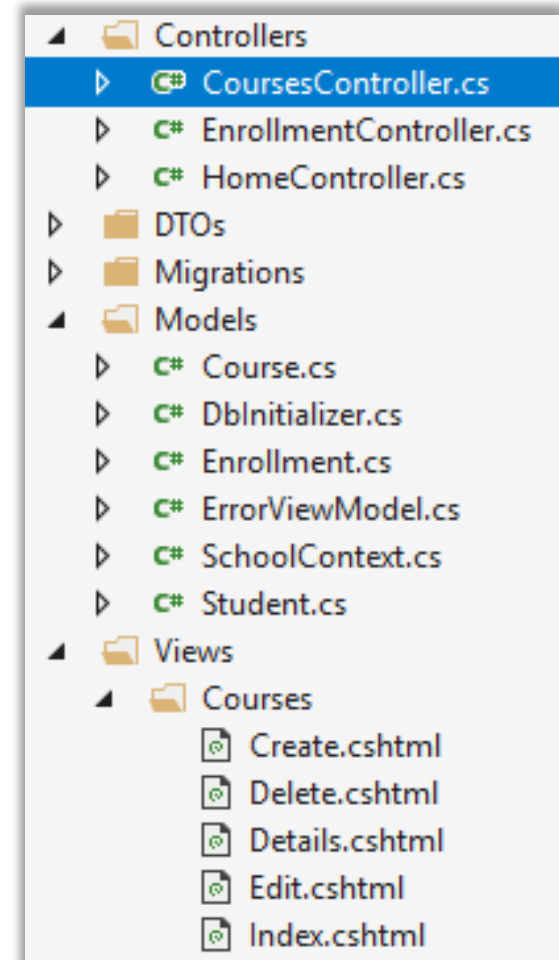 Controllers
C# CoursesController.cs
C# EnrollmentController.cs
C# HomeController.cs
DTOs
Migrations
Models
C# Course.cs
C# DbInitializer.cs
C# Enrollment.cs
C# ErrorViewModel.cs
C# SchoolContext.cs
C# Student.cs
Views
Courses
Create.cshtml
Delete.cshtml
Details.cshtml
Edit.cshtml
Index.cshtml